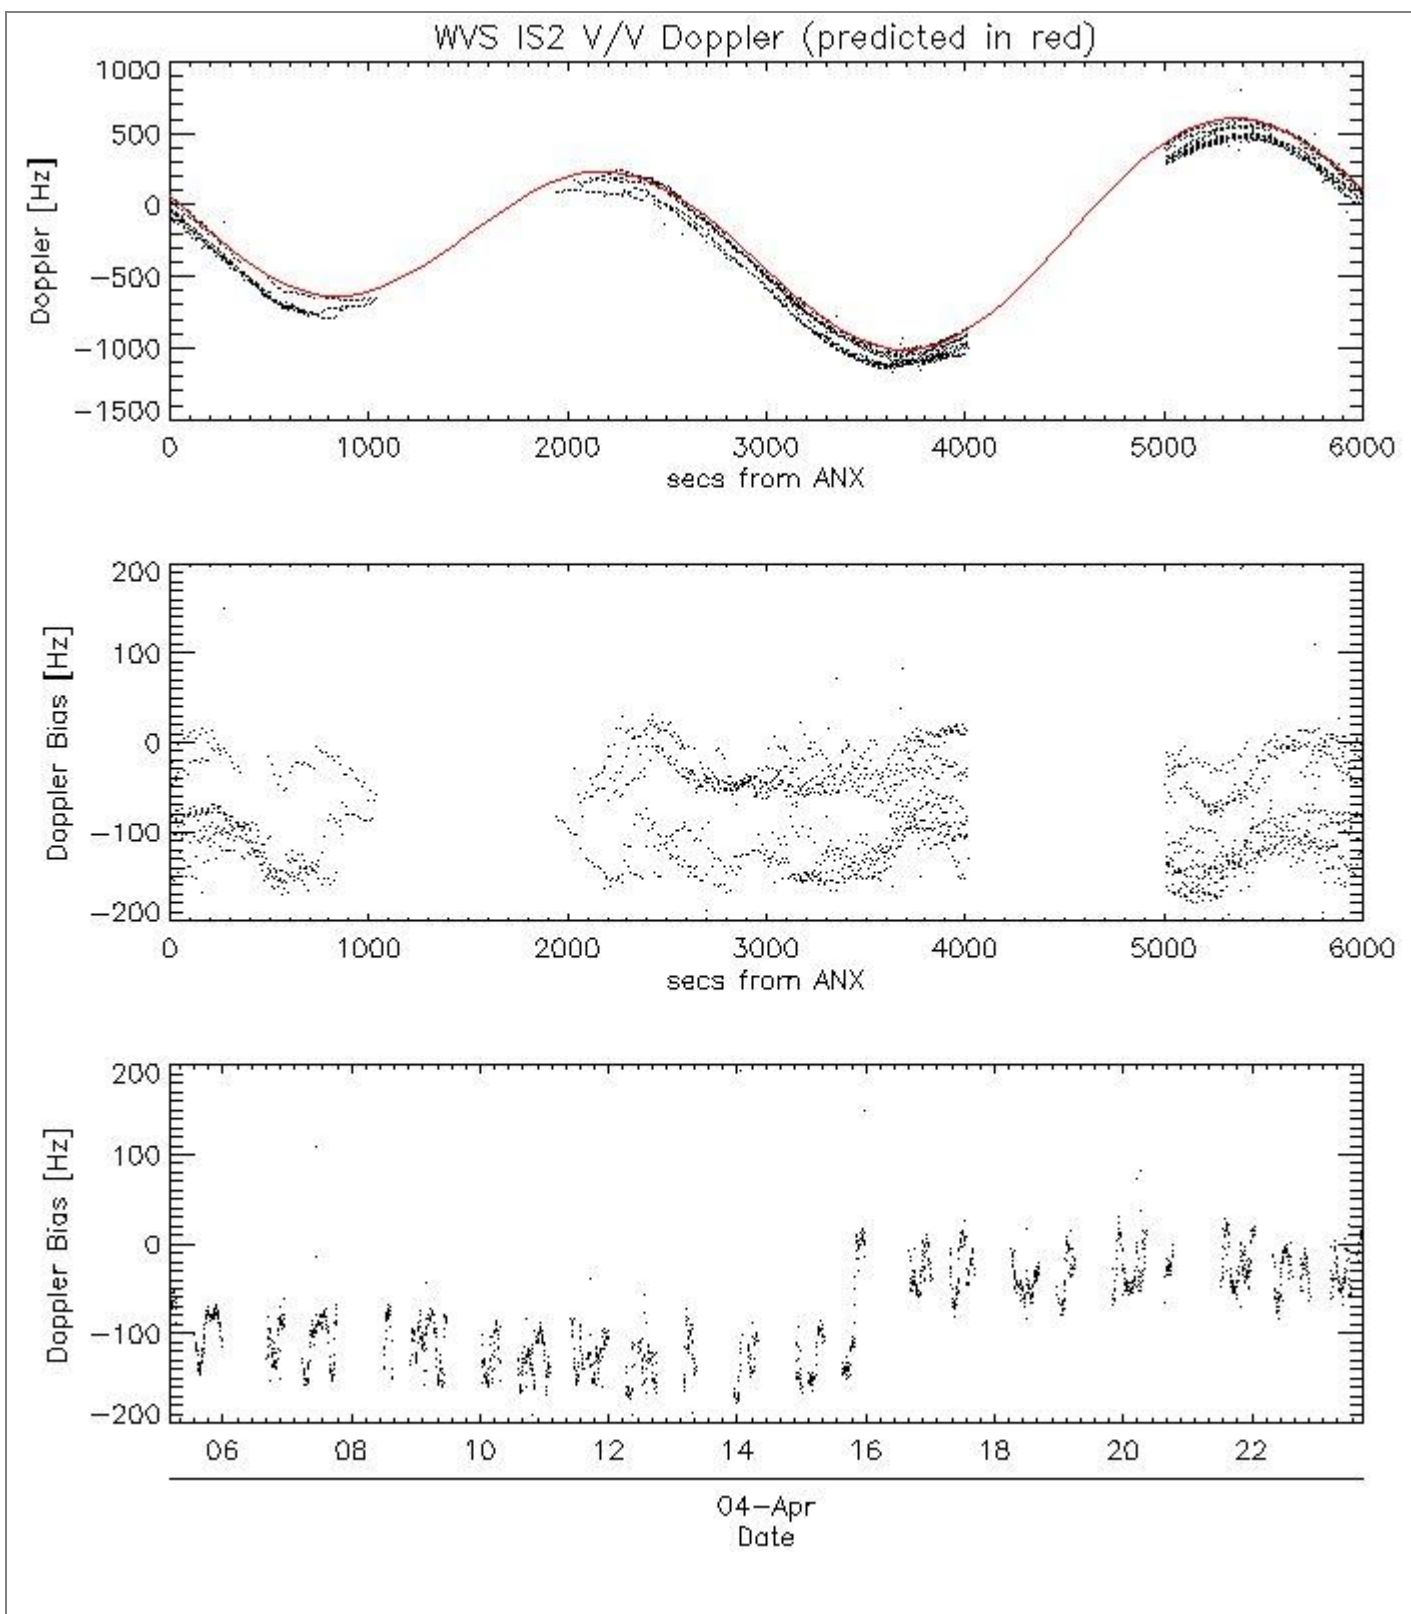 WVS IS2 V/V Doppler (predicted in red)
1000
500
0
-500
-1000
-1500
Doppler [Hz]
0 1000 2000 3000 4000 5000 6000
secs from ANX
200
100
0
-100
-200
Doppler Bias [Hz]
0 1000 2000 3000 4000 5000 6000
secs from ANX
200
100
0
-100
-200
Doppler Bias [Hz]
06 08 10 12 14 16 18 20 22
04-Apr
Date